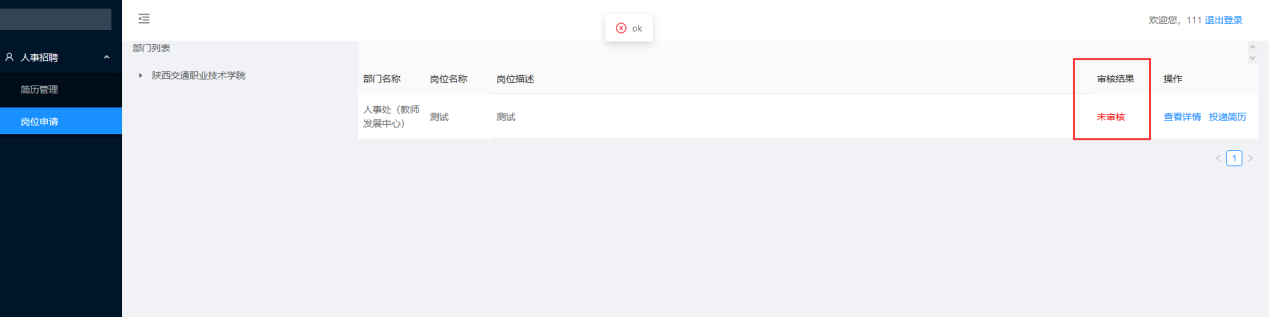 ok
欢迎您，111 退出登录
人事招聘
简历管理
岗位申请
部门列表
陕西交通职业技术学院
部门名称 岗位名称 岗位描述 审核结果 操作
人事处（教师
发展中心） 测试 测试 未审核 查看详情 投递简历
1